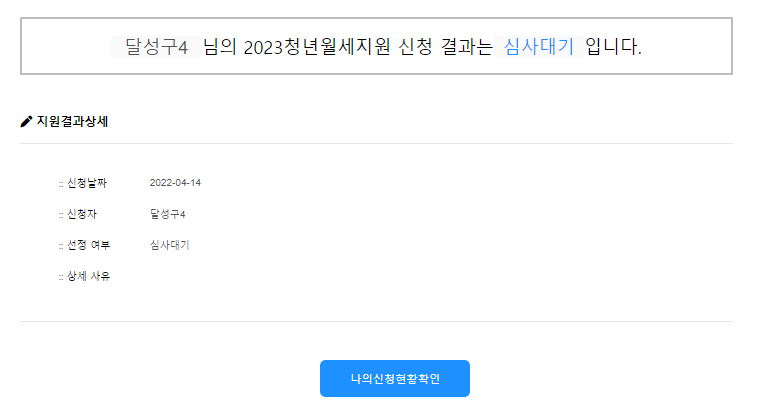 달성구4 님의 2023청년월세지원 신청 결과는 심사대기 입니다.
지원결과상세
:: 신청날짜 2022-04-14
:: 신청자 달성구4
:: 선정 여부 심사대기
:: 상세 사유
나의신청현황확인